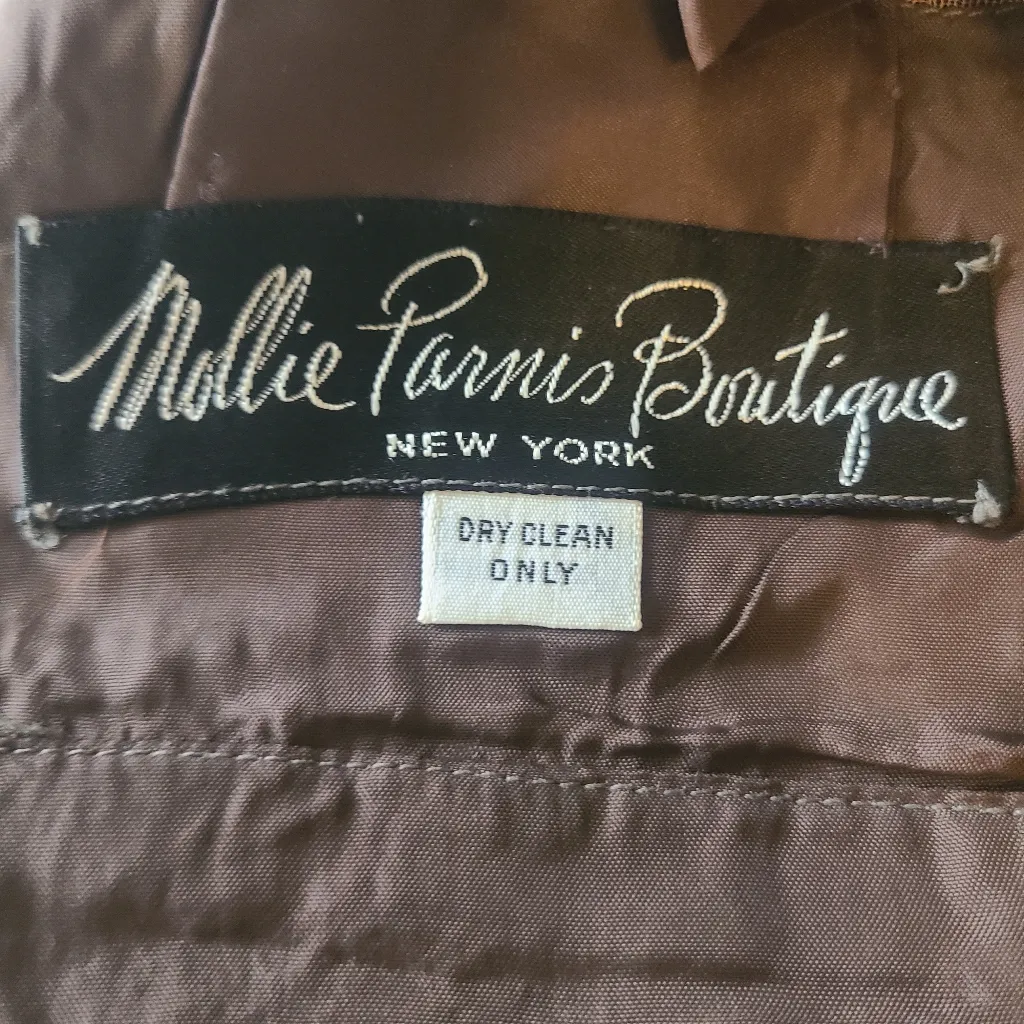 Mollie Parnis Boutique
NEW YORK
DRY CLEAN
ONLY